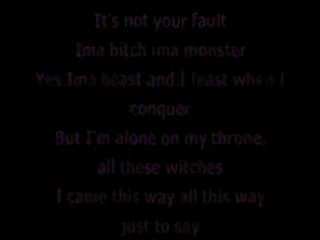 It's not your fault
Ima bitch ima monster
Yes Ima beast and I feast when I
conquer
But I'm alone on my throne,
all these witches
I came this way all this way
just to say